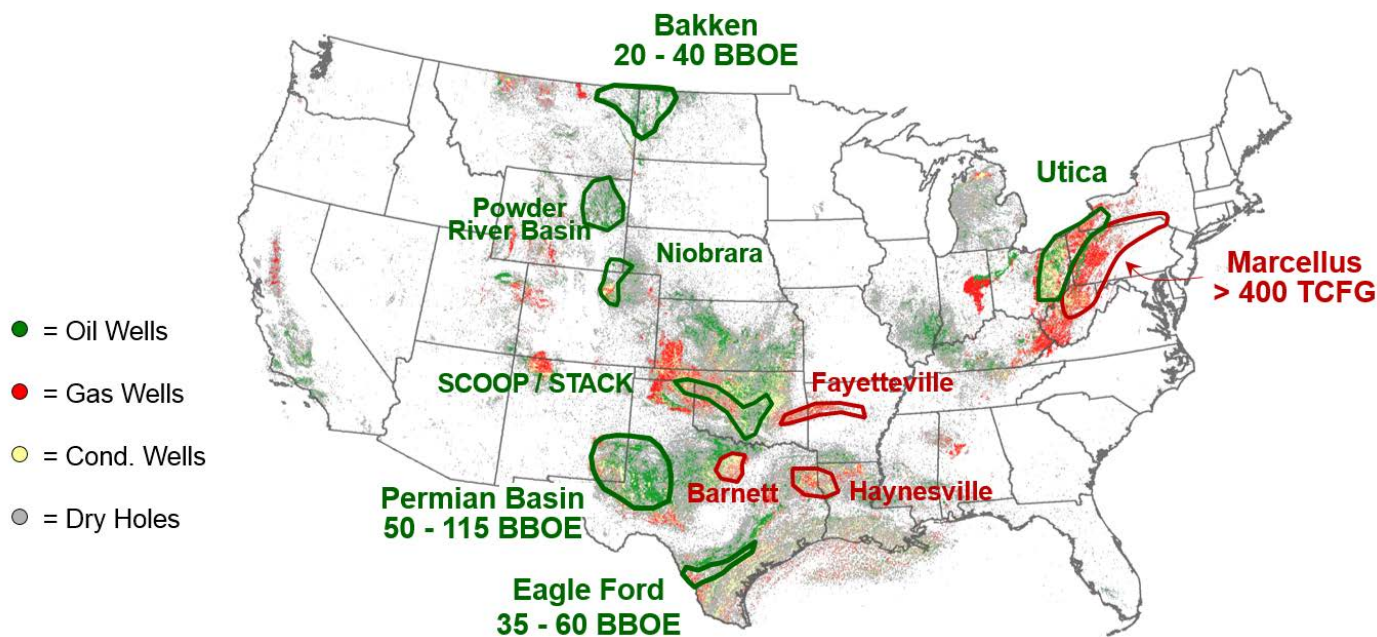 Bakken
20 - 40 BBOE
Utica
Powder
River Basin
Niobrara
Marcellus
> 400 TCFG
= Oil Wells
= Gas Wells
= Cond. Wells
= Dry Holes
SCOOP / STACK
Fayetteville
Barnett
Haynesville
Permian Basin
50 - 115 BBOE
Eagle Ford
35 - 60 BBOE